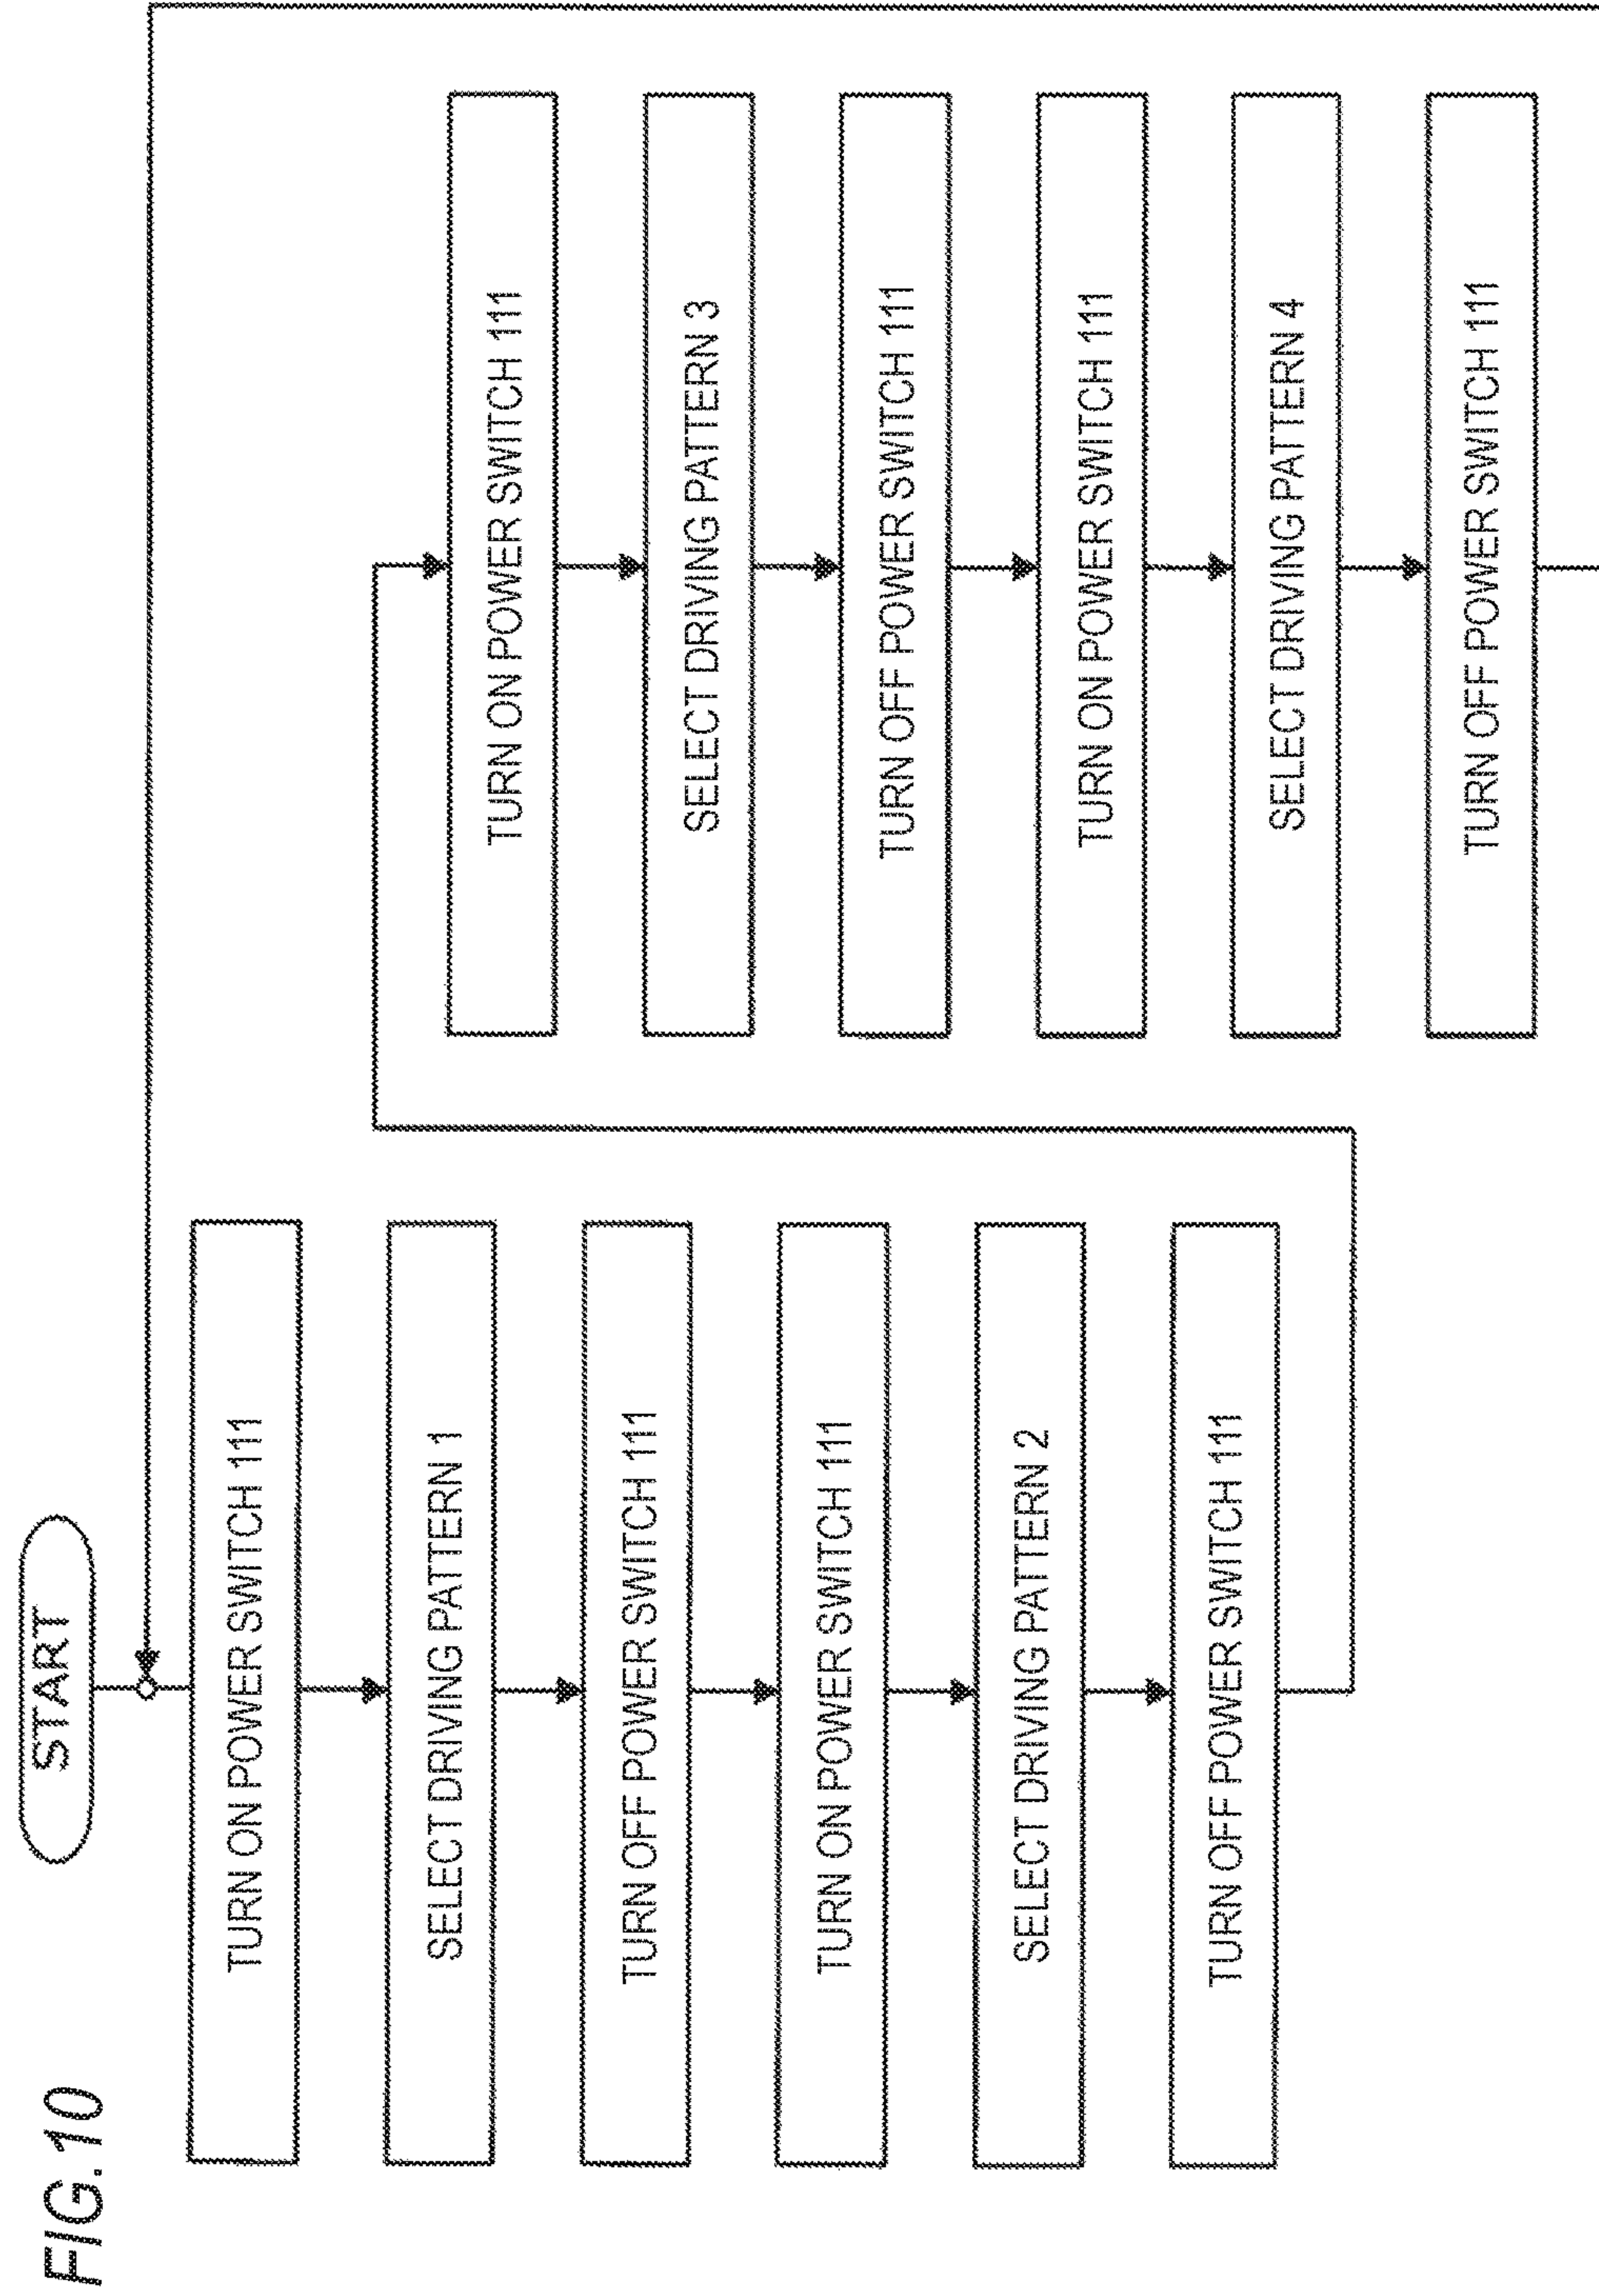 FIG. 10
START
TURN ON POWER SWITCH 111
SELECT DRIVING PATTERN 1
TURN OFF POWER SWITCH 111
TURN ON POWER SWITCH 111
SELECT DRIVING PATTERN 2
TURN OFF POWER SWITCH 111
TURN ON POWER SWITCH 111
SELECT DRIVING PATTERN 3
TURN OFF POWER SWITCH 111
TURN ON POWER SWITCH 111
SELECT DRIVING PATTERN 4
TURN OFF POWER SWITCH 111